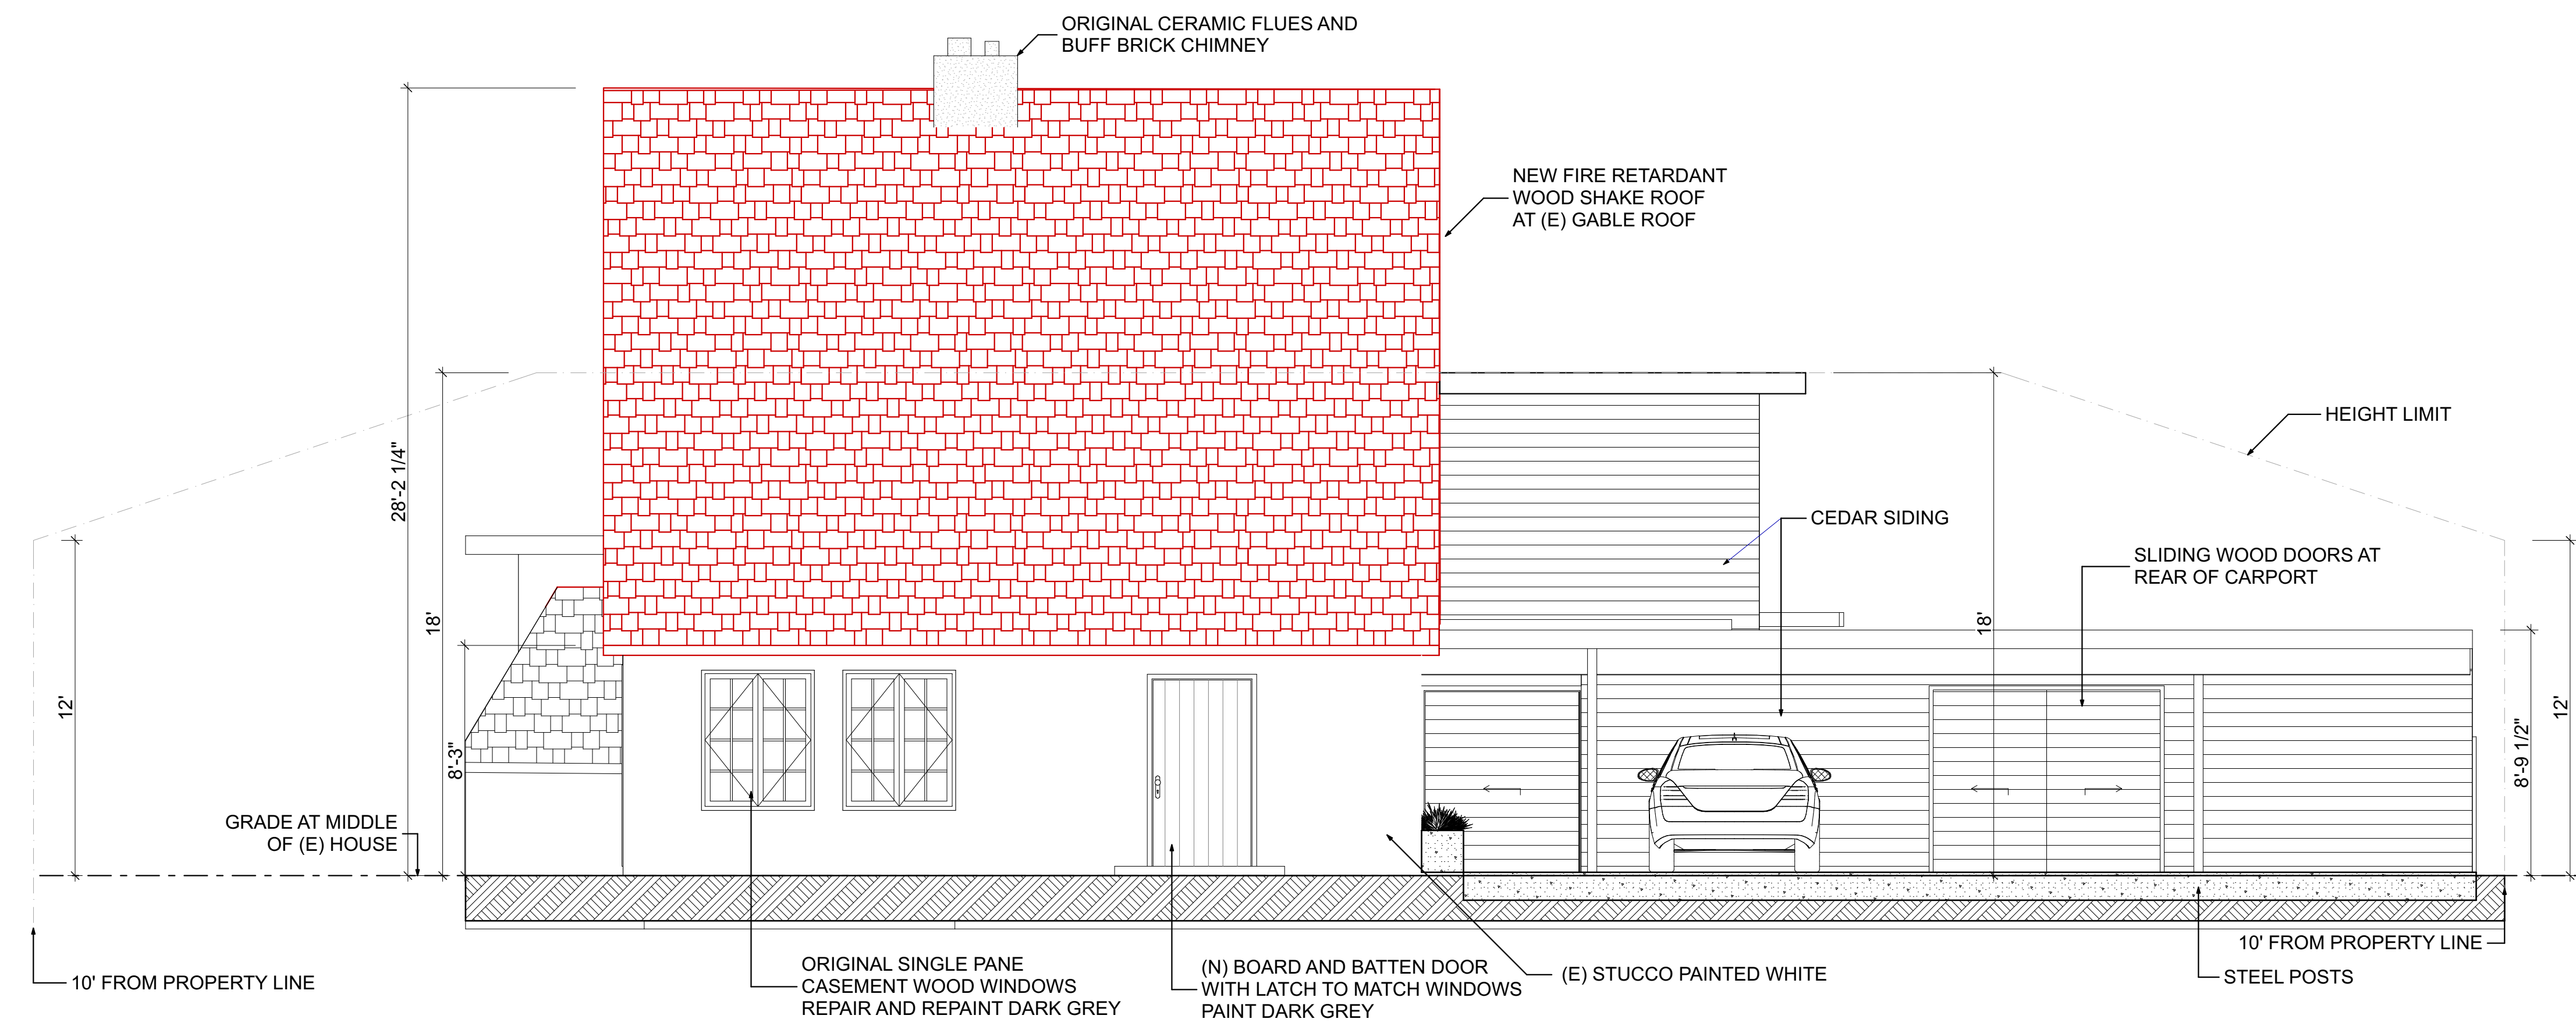 ORIGINAL CERAMIC FLUES AND
BUFF BRICK CHIMNEY
NEW FIRE RETARDANT
WOOD SHAKE ROOF
AT (E) GABLE ROOF
28'-2 1/4"
18'
12'
8'-3"
HEIGHT LIMIT
CEDAR SIDING
SLIDING WOOD DOORS AT
REAR OF CARPORT
18'
8'-9 1/2"
12'
GRADE AT MIDDLE
OF (E) HOUSE
10' FROM PROPERTY LINE
ORIGINAL SINGLE PANE
CASEMENT WOOD WINDOWS
REPAIR AND REPAINT DARK GREY
(N) BOARD AND BATTEN DOOR
WITH LATCH TO MATCH WINDOWS
PAINT DARK GREY
(E) STUCCO PAINTED WHITE
10' FROM PROPERTY LINE
STEEL POSTS